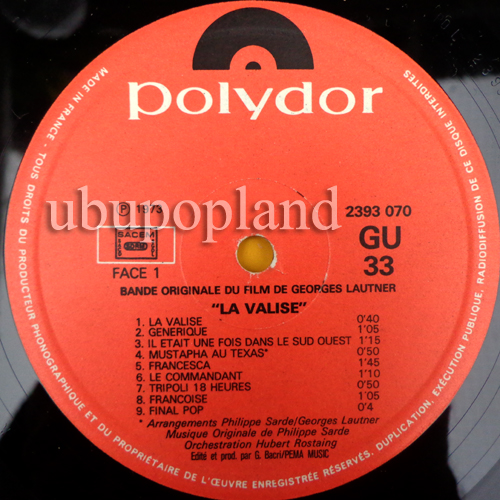 polydor
ubupopland
℗ 1973
SACEM
FACE 1
2393 070
GU
33
BANDE ORIGINALE DU FILM DE GEORGES LAUTNER
"LA VALISE"
1. LA VALISE 0'40
2. GENERIQUE 1'05
3. IL ETAIT UNE FOIS DANS LE SUD OUEST 1'15
4. MUSTAPHA AU TEXAS* 0'50
5. FRANCESCA 1'45
6. LE COMMANDANT 1'10
7. TRIPOLI 18 HEURES 0'50
8. FRANCOISE 1'05
9. FINAL POP 0'4
* Arrangements Philippe Sarde/Georges Lautner
Musique Originale de Philippe Sarde
Orchestration Hubert Rostaing
Edité et prod. par G. Bacri/PEMA MUSIC
MADE IN FRANCE · TOUS DROITS DU PRODUCTEUR PHONOGRAPHIQUE ET DU PROPRIÉTAIRE DE L'ŒUVRE ENREGISTRÉE RÉSERVÉS. DUPLICATION, EXÉCUTION PUBLIQUE, RADIODIFFUSION DE CE DISQUE INTERDITES